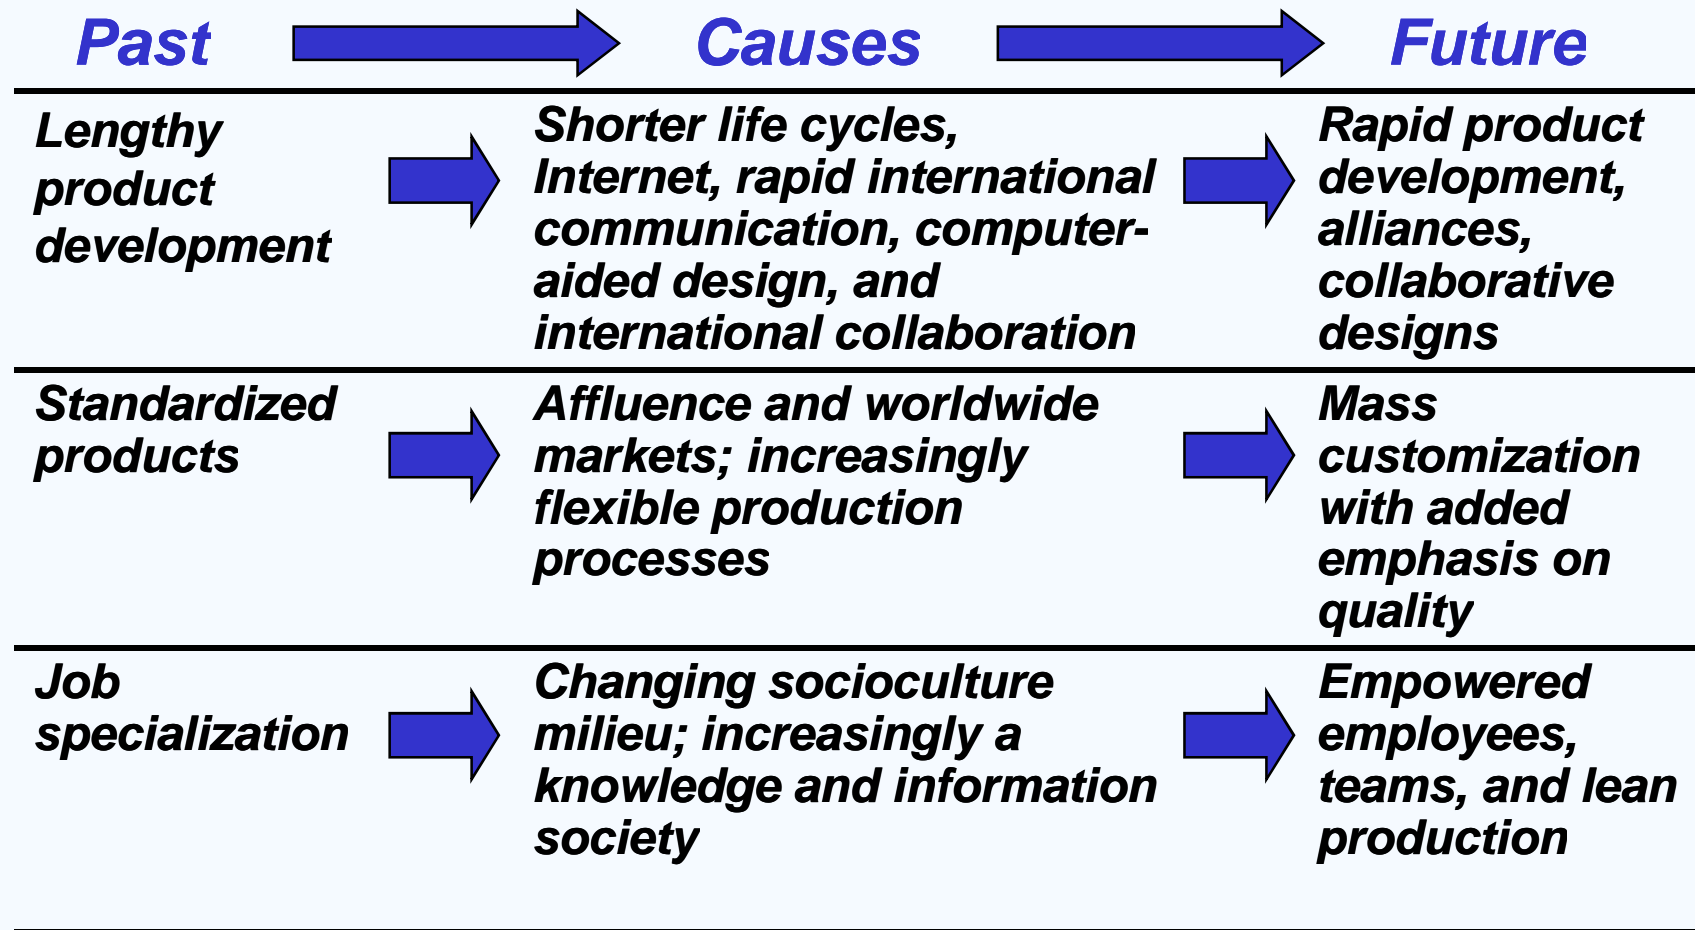 Past
Causes
Future
Lengthy
product
development
Shorter life cycles,
Internet, rapid international
communication, computer-
aided design, and
international collaboration
Rapid product
development,
alliances,
collaborative
designs
Standardized
products
Affluence and worldwide
markets; increasingly
flexible production
processes
Mass
customization
with added
emphasis on
quality
Job
specialization
Changing socioculture
milieu; increasingly a
knowledge and information
society
Empowered
employees,
teams, and lean
production